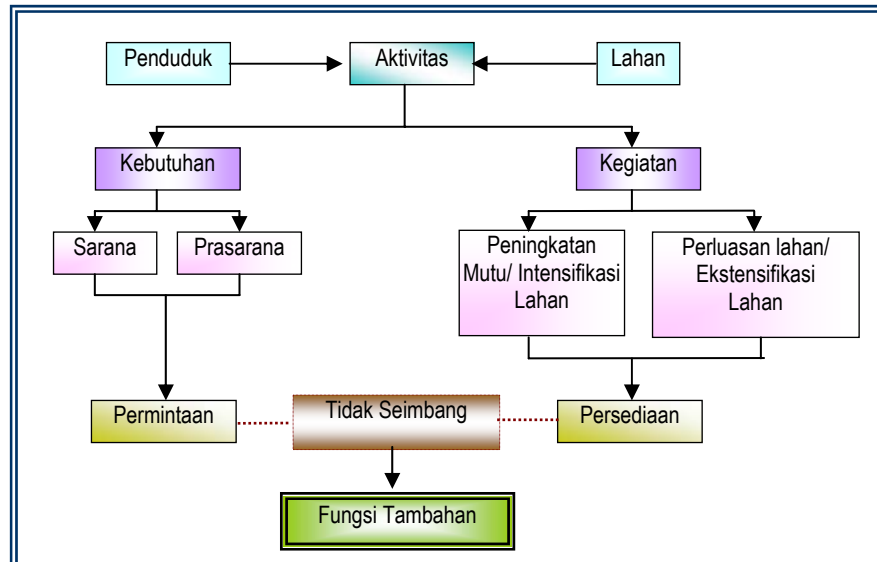 Penduduk
Aktivitas
Lahan
Kebutuhan
Kegiatan
Sarana
Prasarana
Peningkatan
Mutu/ Intensifikasi
Lahan
Perluasan lahan/
Ekstensifikasi
Lahan
Permintaan
Tidak Seimbang
Persediaan
Fungsi Tambahan